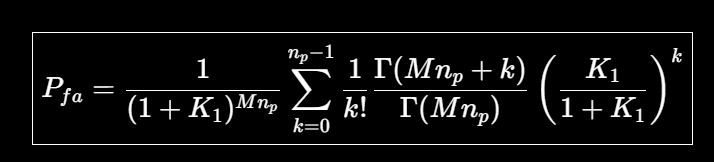 $$P_{fa} = \frac{1}{(1 + K_1)^{Mn_p}} \sum_{k=0}^{n_p-1} \frac{1}{k!} \frac{\Gamma(Mn_p + k)}{\Gamma(Mn_p)} \left( \frac{K_1}{1 + K_1} \right)^k$$